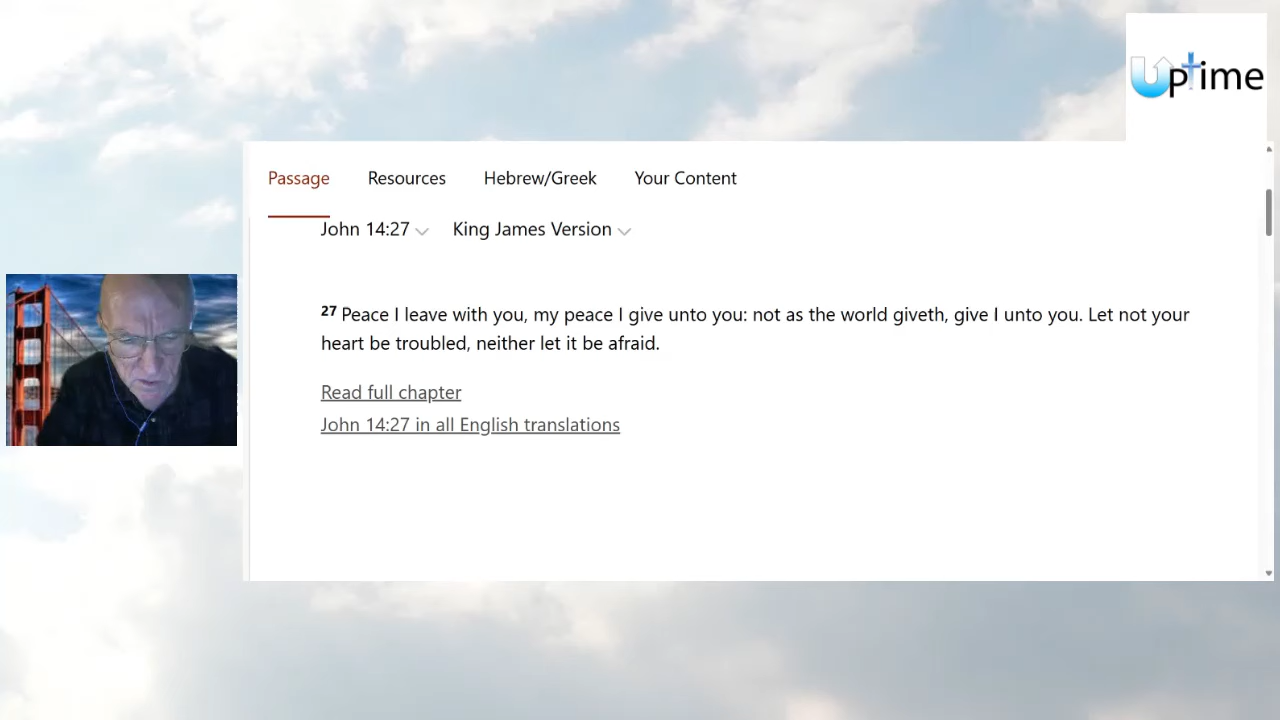 Uptime
Passage Resources Hebrew/Greek Your Content
John 14:27 King James Version
27 Peace I leave with you, my peace I give unto you: not as the world giveth, give I unto you. Let not your
heart be troubled, neither let it be afraid.
Read full chapter
John 14:27 in all English translations